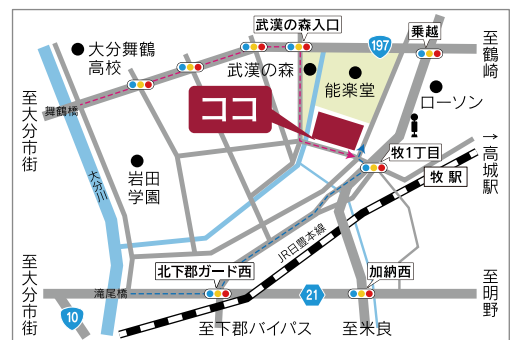 武漢の森入口
197
乗越
至鶴崎
大分舞鶴
高校
武漢の森
能楽堂
ローソン
ココ
舞鶴橋
至大分市街
牧1丁目
→高城駅
牧 駅
岩田
学園
大分川
JR日豊本線
北下郡ガード西
加納西
至大分市街
滝尾橋
21
至明野
10
至下郡バイパス
至米良